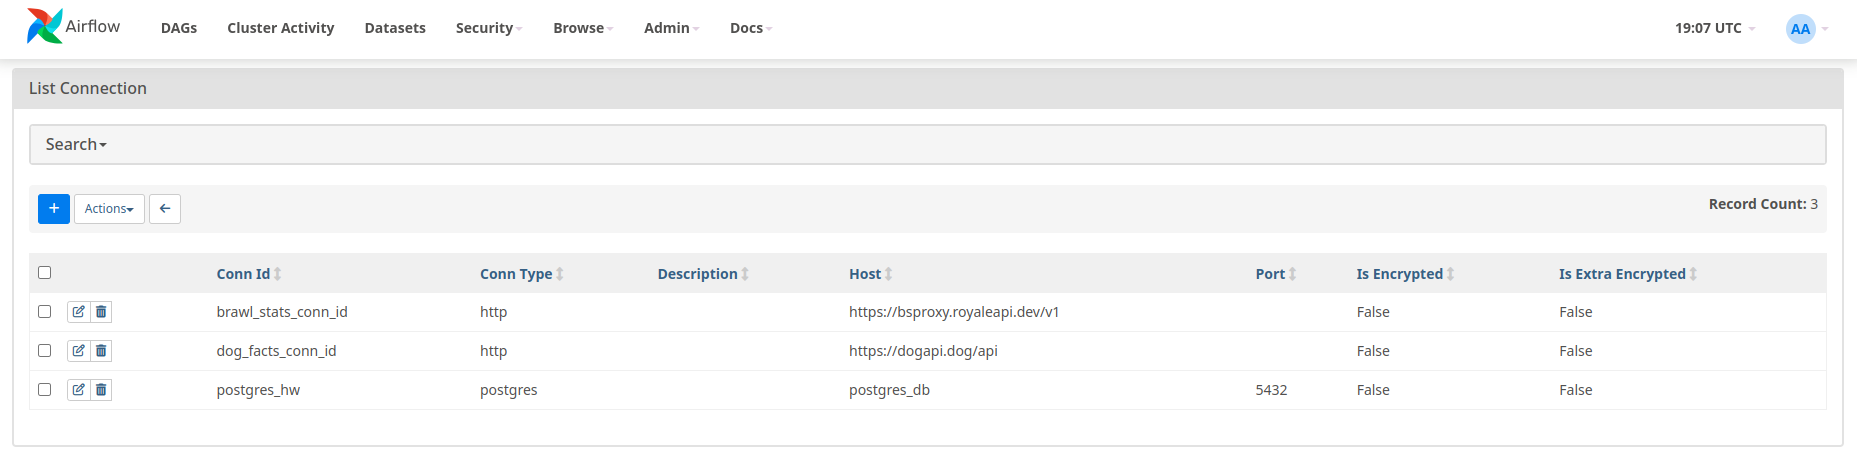 Airflow DAGs Cluster Activity Datasets Security Browse Admin Docs 19:07 UTC AA
List Connection
Search
+ Actions Record Count: 3
Conn Id Conn Type Description Host Port Is Encrypted Is Extra Encrypted
brawl_stats_conn_id http https://bsproxy.royaleapi.dev/v1 False False
dog_facts_conn_id http https://dogapi.dog/api False False
postgres_hw postgres postgres_db 5432 False False